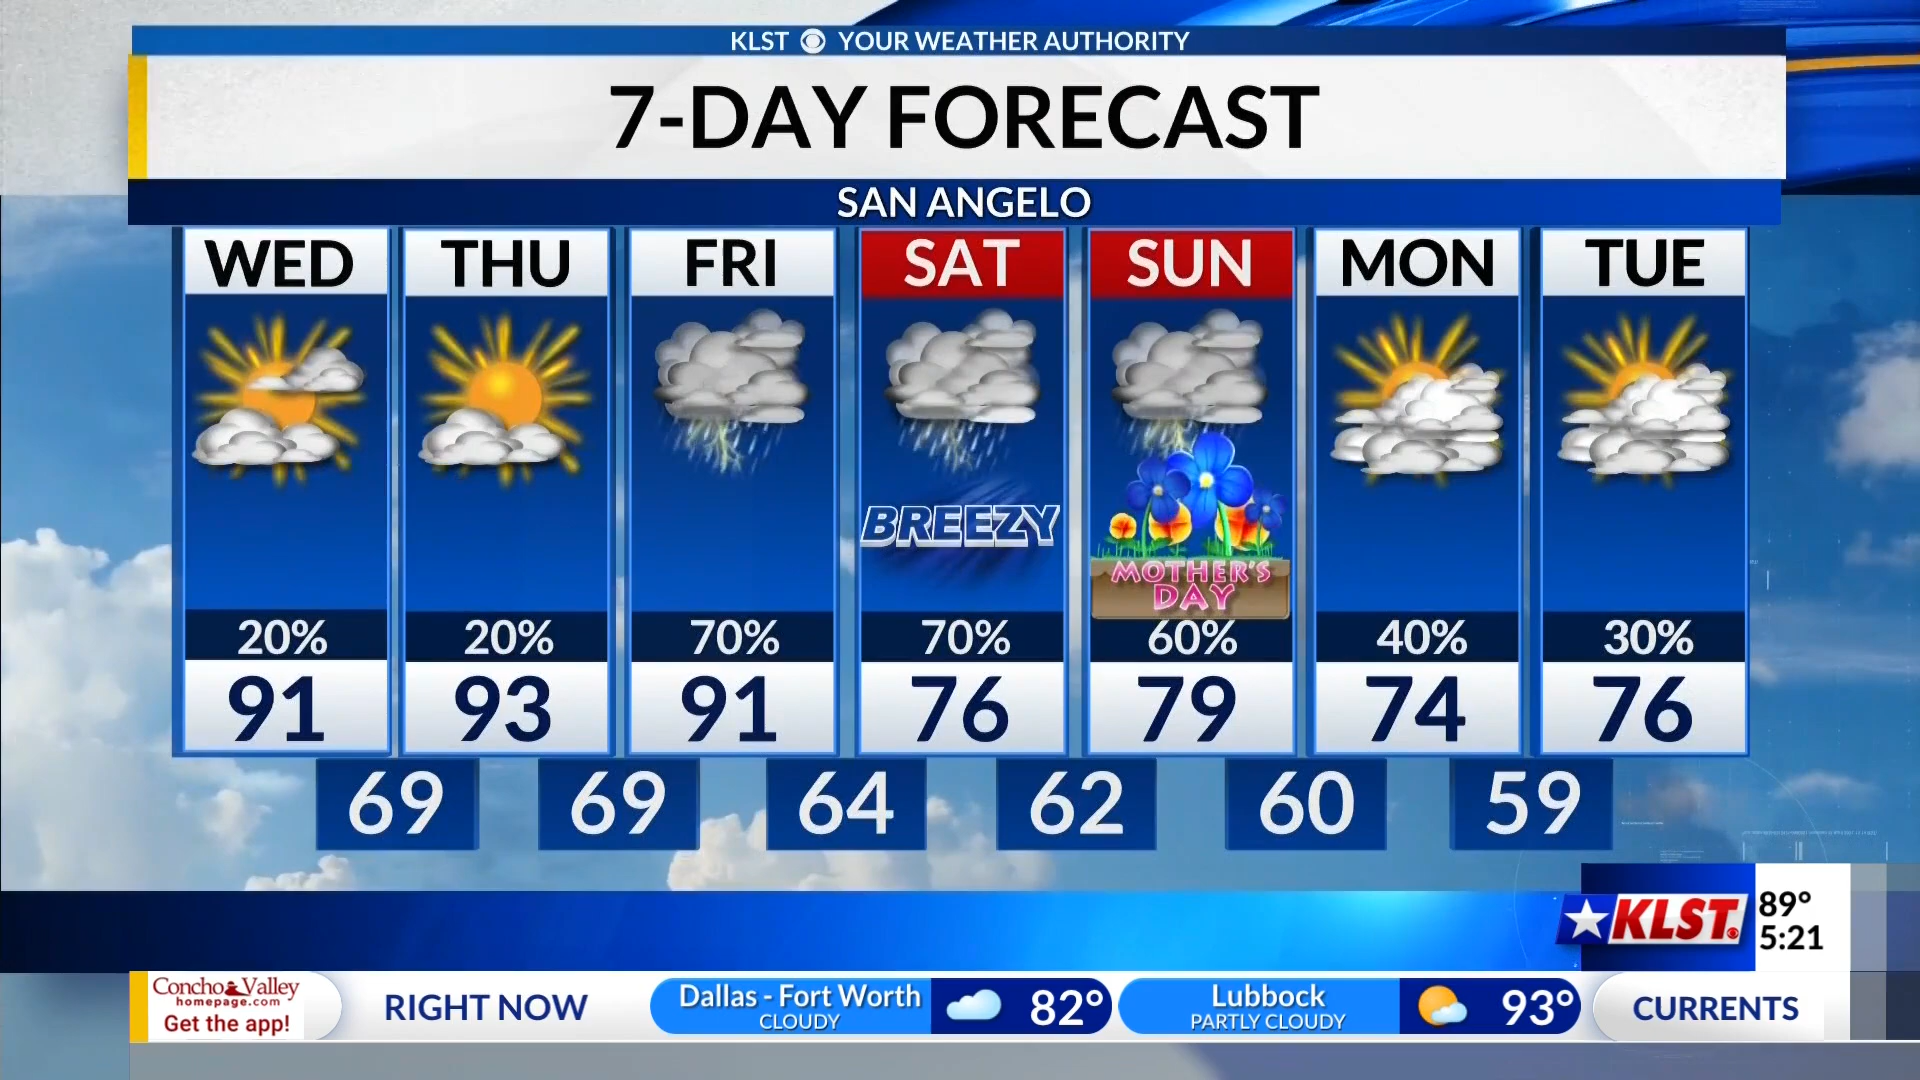 KLST YOUR WEATHER AUTHORITY
7-DAY FORECAST
SAN ANGELO
WED THU FRI SAT SUN MON TUE
BREEZY
MOTHER'S
DAY
20% 20% 70% 70% 60% 40% 30%
91 93 91 76 79 74 76
69 69 64 62 60 59
KLST.
89°
5:21
Concho Valley
homepage.com
Get the app!
RIGHT NOW
Dallas - Fort Worth
CLOUDY
82°
Lubbock
PARTLY CLOUDY
93°
CURRENTS